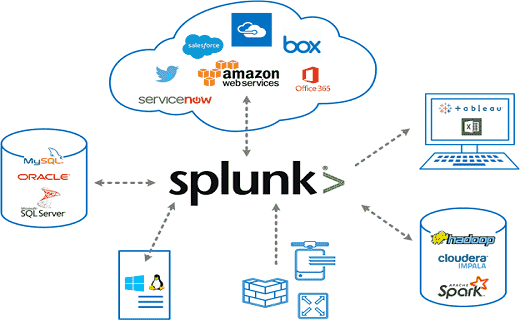 salesforce
box
amazon
web services
Office 365
servicenow
MySQL
ORACLE
Microsoft
SQL Server
splunk>
+ableau
hadoop
cloudera
IMPALA
APACHE
Spark